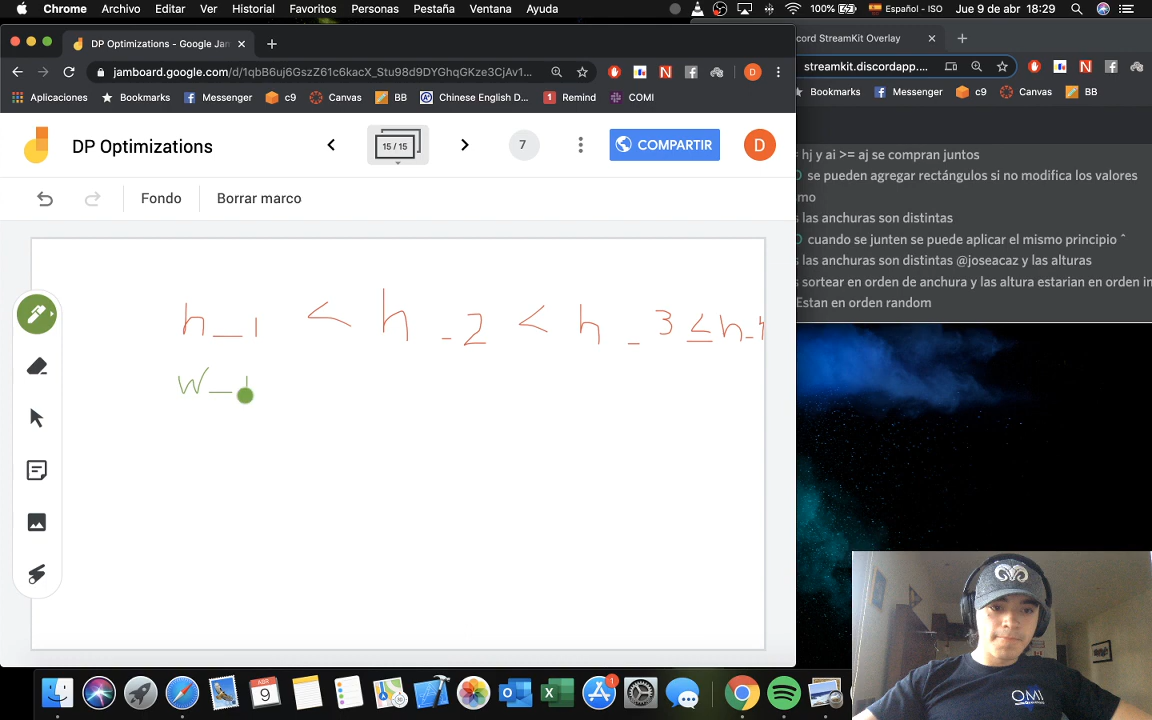 Chrome Archivo Editar Ver Historial Favoritos Personas Pestaña Ventana Ayuda 100% Español - ISO Jue 9 de abr 18:29
DP Optimizations - Google Jan
cord StreamKit Overlay
jamboard.google.com/d/1qbB6uj6GszZ61c6kacX_Stu98d9DYGhqGKze3CjAv1...
D
streamkit.discordapp....
Aplicaciones Bookmarks Messenger c9 Canvas BB Chinese English D... 1 Remind COMI
Bookmarks Messenger c9 Canvas BB
DP Optimizations
15 / 15
7
COMPARTIR
D
Fondo
Borrar marco
hj y ai >= aj se compran juntos
se pueden agregar rectángulos si no modifica los valores
mo
las anchuras son distintas
cuando se junten se puede aplicar el mismo principio ^
las anchuras son distintas @joseacaz y las alturas
sortear en orden de anchura y las altura estarian en orden in
Estan en orden random
h_1 < h_2 < h_3 ≤ h_4
w_1
ABR
9
1
OMI